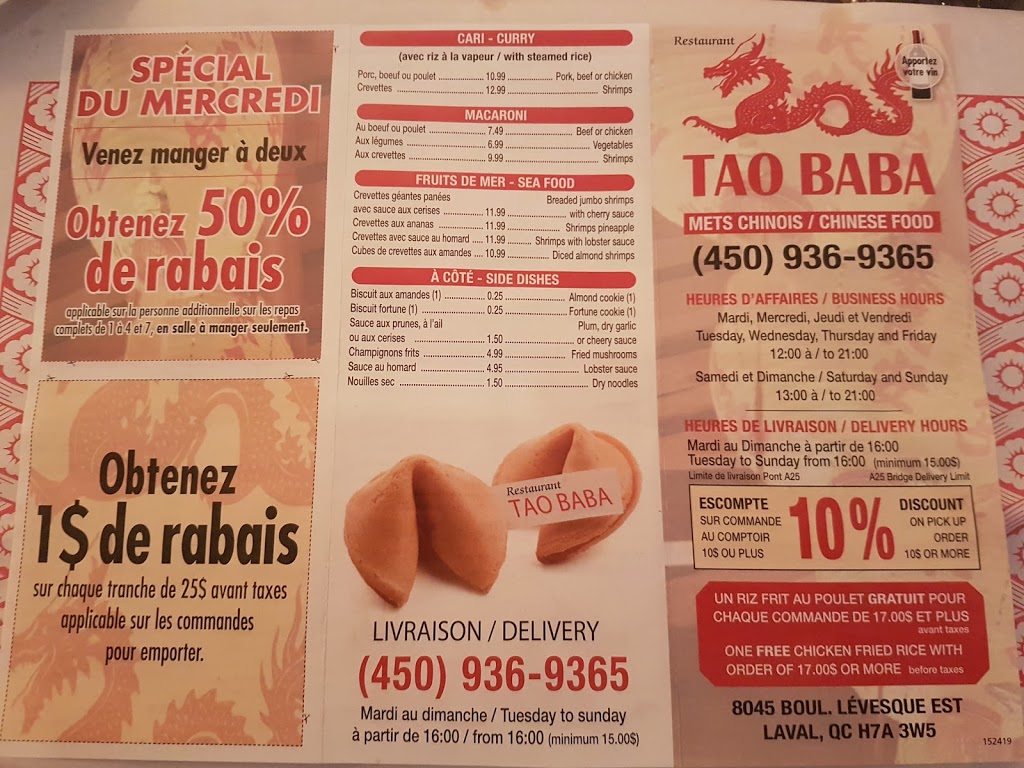 SPÉCIAL
DU MERCREDI
Venez manger à deux
Obtenez 50%
de rabais
applicable sur la personne additionnelle sur les repas
complets de 1 à 4 et 7, en salle à manger seulement.
Obtenez
1$ de rabais
sur chaque tranche de 25$ avant taxes
applicable sur les commandes
pour emporter.
CARI - CURRY
(avec riz à la vapeur / with steamed rice)
Porc, boeuf ou poulet ............... 10.99 ............... Pork, beef or chicken
Crevettes ............... 12.99 ............... Shrimps
MACARONI
Au boeuf ou poulet ............... 7.49 ............... Beef or chicken
Aux légumes ............... 6.99 ............... Vegetables
Aux crevettes ............... 9.99 ............... Shrimps
FRUITS DE MER - SEA FOOD
Crevettes géantes panées Breaded jumbo shrimps
avec sauce aux cerises ............... 11.99 ............... with cherry sauce
Crevettes aux ananas ............... 11.99 ............... Shrimps pineapple
Crevettes avec sauce au homard .... 11.99 ............... Shrimps with lobster sauce
Cubes de crevettes aux amandes .... 10.99 ............... Diced almond shrimps
À CÔTÉ - SIDE DISHES
Biscuit aux amandes (1) ............... 0.25 ............... Almond cookie (1)
Biscuit fortune (1) ............... 0.25 ............... Fortune cookie (1)
Sauce aux prunes, à l'ail Plum, dry garlic
ou aux cerises ............... 1.50 ............... or cheery sauce
Champignons frits ............... 4.99 ............... Fried mushrooms
Sauce au homard ............... 4.95 ............... Lobster sauce
Nouilles sec ............... 1.50 ............... Dry noodles
Restaurant
TAO BABA
LIVRAISON / DELIVERY
(450) 936-9365
Mardi au dimanche / Tuesday to sunday
à partir de 16:00 / from 16:00 (minimum 15.00$)
Restaurant
Apportez
votre vin
TAO BABA
METS CHINOIS / CHINESE FOOD
(450) 936-9365
HEURES D'AFFAIRES / BUSINESS HOURS
Mardi, Mercredi, Jeudi et Vendredi
Tuesday, Wednesday, Thursday and Friday
12:00 à / to 21:00
Samedi et Dimanche / Saturday and Sunday
13:00 à / to 21:00
HEURES DE LIVRAISON / DELIVERY HOURS
Mardi au Dimanche à partir de 16:00
Tuesday to Sunday from 16:00 (minimum 15.00$)
Limite de livraison Pont A25 A25 Bridge Delivery Limit
ESCOMPTE
SUR COMMANDE
AU COMPTOIR
10$ OU PLUS
10%
DISCOUNT
ON PICK UP
ORDER
10$ OR MORE
UN RIZ FRIT AU POULET GRATUIT POUR
CHAQUE COMMANDE DE 17.00$ ET PLUS
avant taxes
ONE FREE CHICKEN FRIED RICE WITH
ORDER OF 17.00$ OR MORE before taxes
8045 BOUL. LÉVESQUE EST
LAVAL, QC H7A 3W5
152419